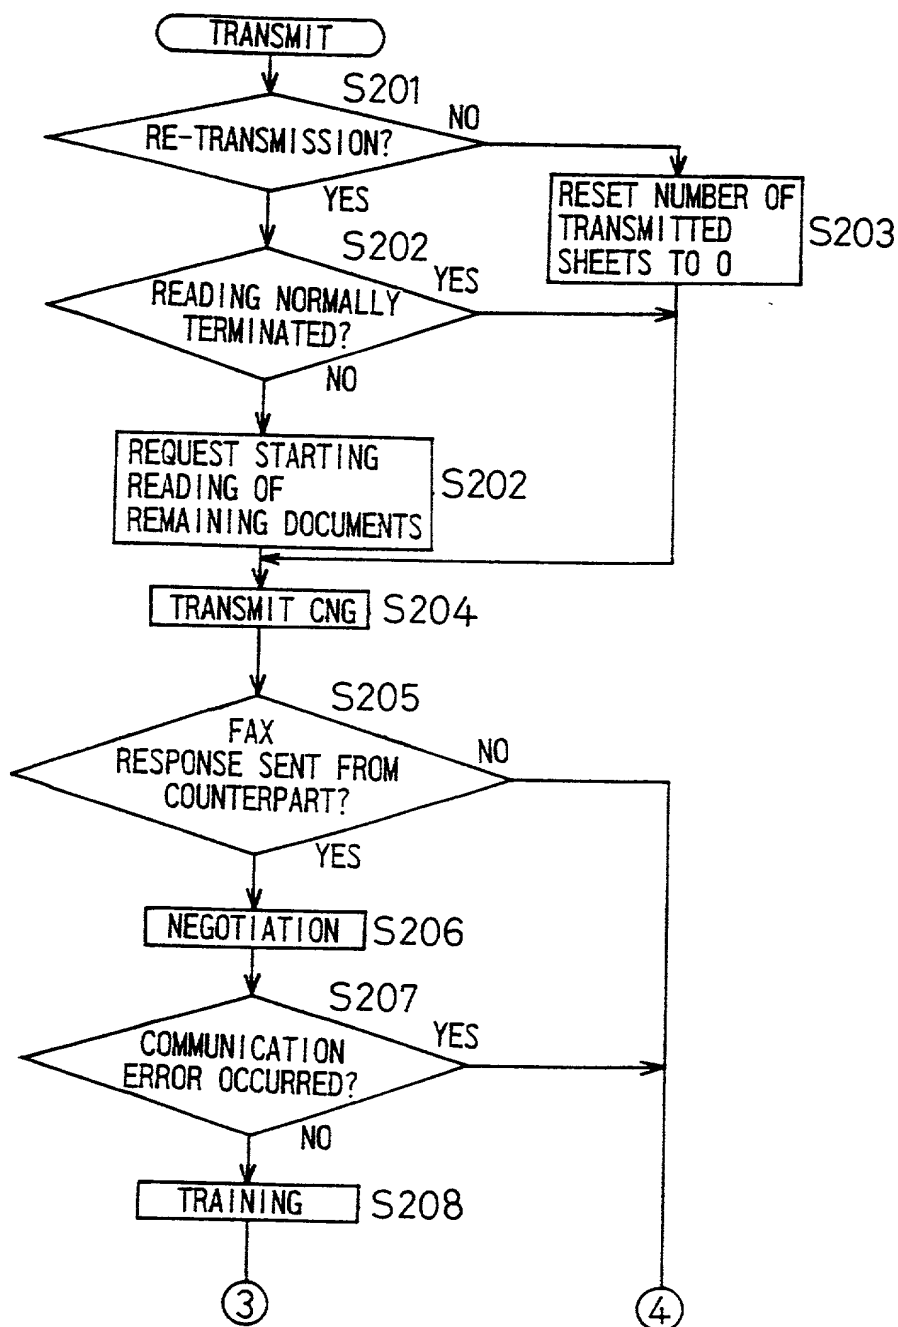 TRANSMIT
S201
RE-TRANSMISSION?
NO
YES
RESET NUMBER OF
TRANSMITTED
SHEETS TO 0
S203
S202
READING NORMALLY
TERMINATED?
YES
NO
REQUEST STARTING
READING OF
REMAINING DOCUMENTS
S202
TRANSMIT CNG
S204
S205
FAX
RESPONSE SENT FROM
COUNTERPART?
NO
YES
NEGOTIATION
S206
S207
COMMUNICATION
ERROR OCCURRED?
YES
NO
TRAINING
S208
3
4